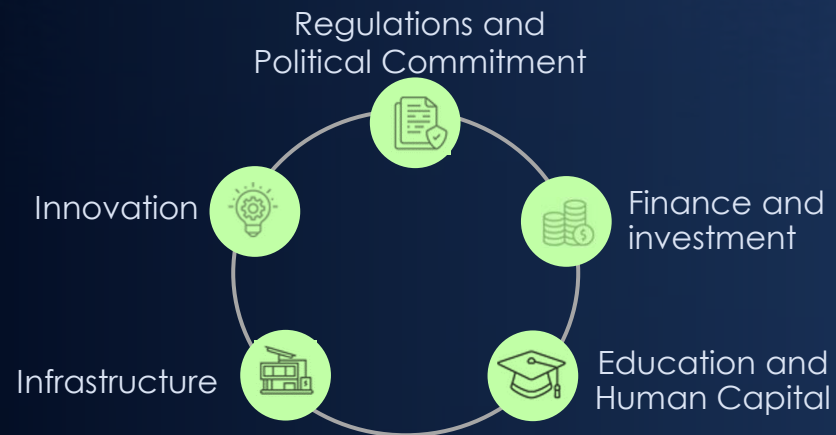 Regulations and
Political Commitment
Innovation
Finance and
investment
Infrastructure
Education and
Human Capital